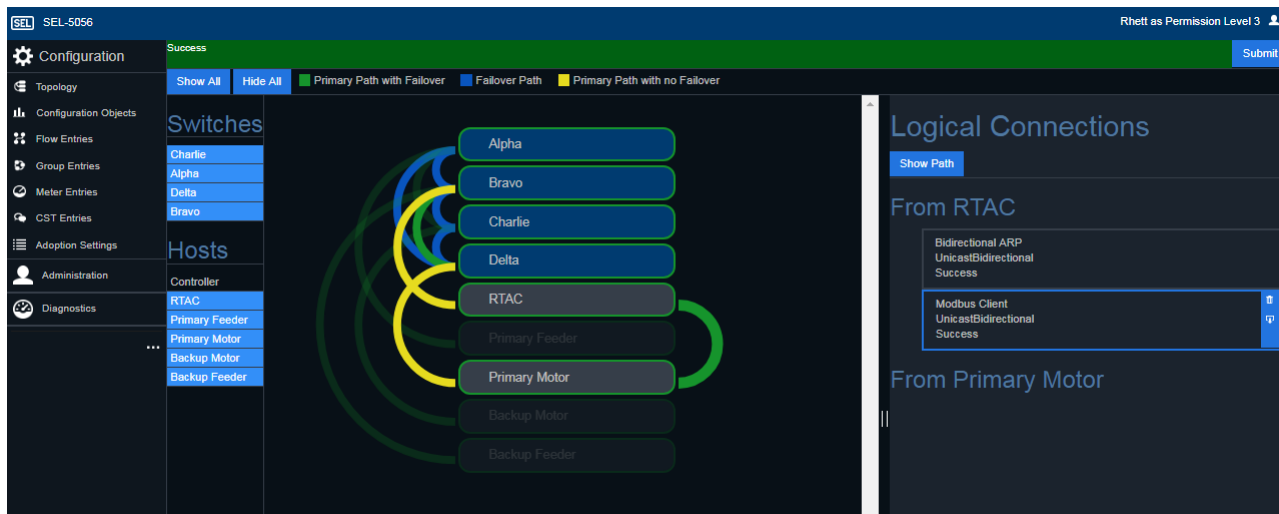 SEL SEL-5056
Rhett as Permission Level 3
Configuration
Topology
Configuration Objects
Flow Entries
Group Entries
Meter Entries
CST Entries
Adoption Settings
Administration
Diagnostics
...
Success
Submit
Show All
Hide All
Primary Path with Failover
Failover Path
Primary Path with no Failover
Switches
Charlie
Alpha
Delta
Bravo
Hosts
Controller
RTAC
Primary Feeder
Primary Motor
Backup Motor
Backup Feeder
Alpha
Bravo
Charlie
Delta
RTAC
Primary Feeder
Primary Motor
Backup Motor
Backup Feeder
Logical Connections
Show Path
From RTAC
Bidirectional ARP
UnicastBidirectional
Success
Modbus Client
UnicastBidirectional
Success
From Primary Motor